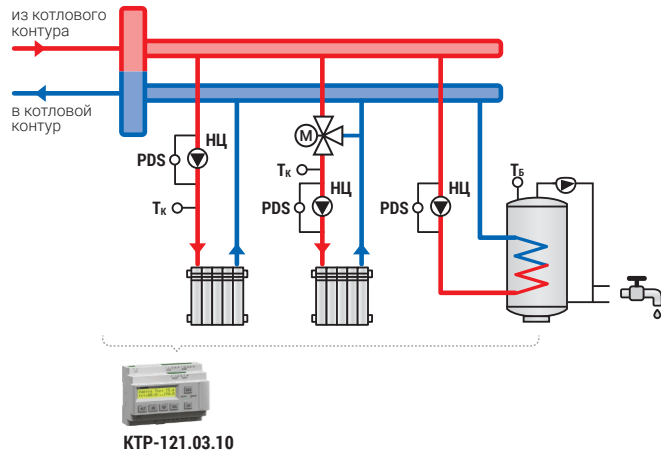 из котлового
контура
в котловой
контур
НЦ
PDS
Тк
М
Тк
НЦ
PDS
НЦ
PDS
ТБ
КТР-121.03.10